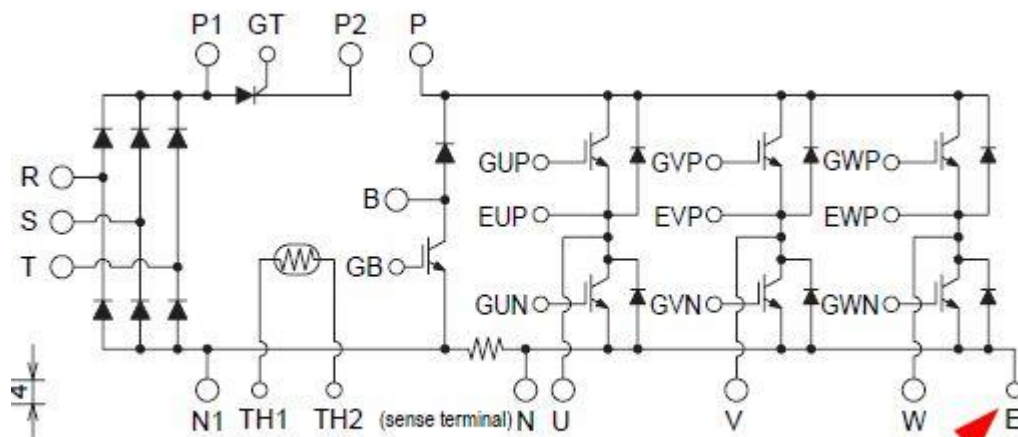 P1 GT P2 P
R
S
T
B
GB
GUP
EUP
GUN
GVP
EVP
GVN
GWP
EWP
GWN
4
N1 TH1 TH2 (sense terminal) N U V W E